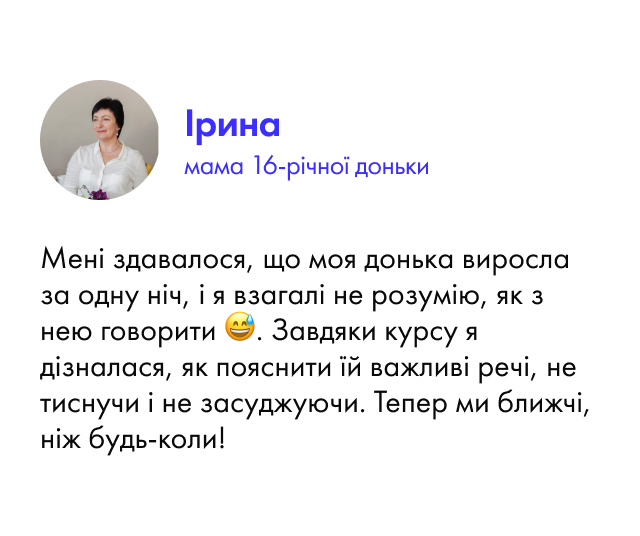 Ірина
мама 16-річної доньки
Мені здавалося, що моя донька виросла
за одну ніч, і я взагалі не розумію, як з
нею говорити 😅. Завдяки курсу я
дізналася, як пояснити їй важливі речі, не
тиснучи і не засуджуючи. Тепер ми ближчі,
ніж будь-коли!